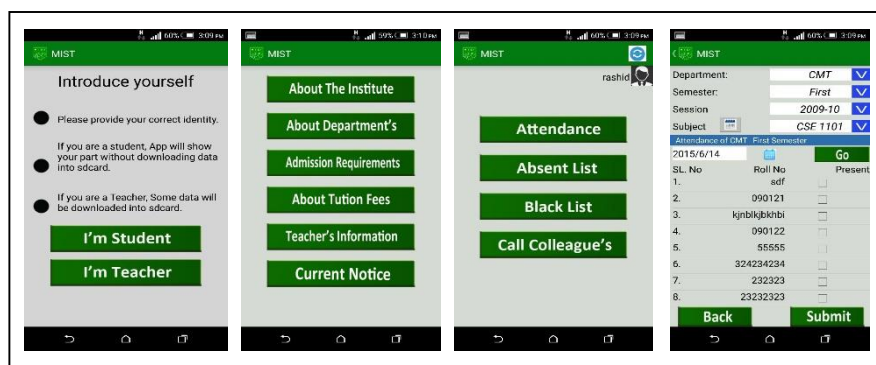 60% 3:09 PM
MIST
Introduce yourself
Please provide your correct identity.
If you are a student, App will show
your part without downloading data
into sdcard.
If you are a Teacher, Some data will
be downloaded into sdcard.
I'm Student
I'm Teacher
59% 3:10 PM
MIST
About The Institute
About Department's
Admission Requirements
About Tution Fees
Teacher's Information
Current Notice
60% 3:09 PM
MIST
rashid
Attendance
Absent List
Black List
Call Colleague's
60% 3:09 PM
MIST
Department: CMT
Semester: First
Session 2009-10
Subject CSE 1101
Attendance of CMT First Semester
2015/6/14 Go
SL. No Roll No Present
1. sdf
2. 090121
3. kjnblkjbkhbi
4. 090122
5. 55555
6. 324234234
7. 232323
8. 23232323
Back Submit